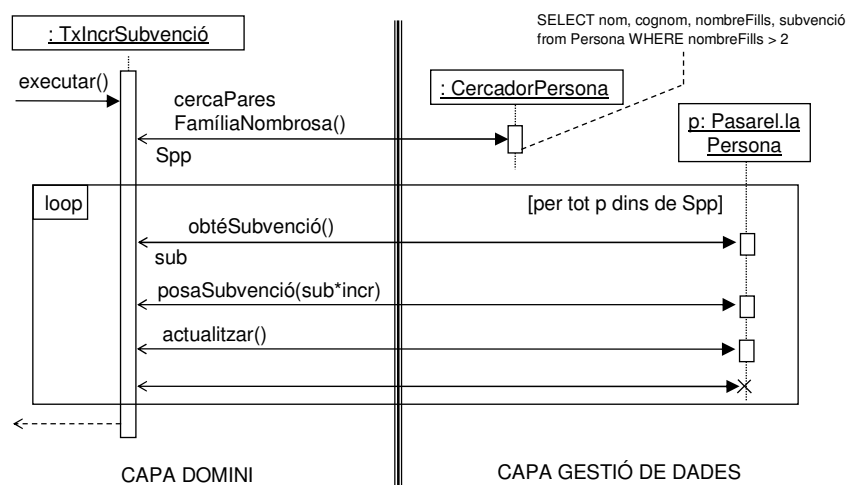 SELECT nom, cognom, nombreFills, subvenció
from Persona WHERE nombreFills > 2
: TxIncrSubvenció
executar()
: CercadorPersona
cercaPares
FamíliaNombrosa()
p: Pasarel.la
Persona
Spp
loop
[per tot p dins de Spp]
obtéSubvenció()
sub
posaSubvenció(sub*incr)
actualitzar()
CAPA DOMINI
CAPA GESTIÓ DE DADES